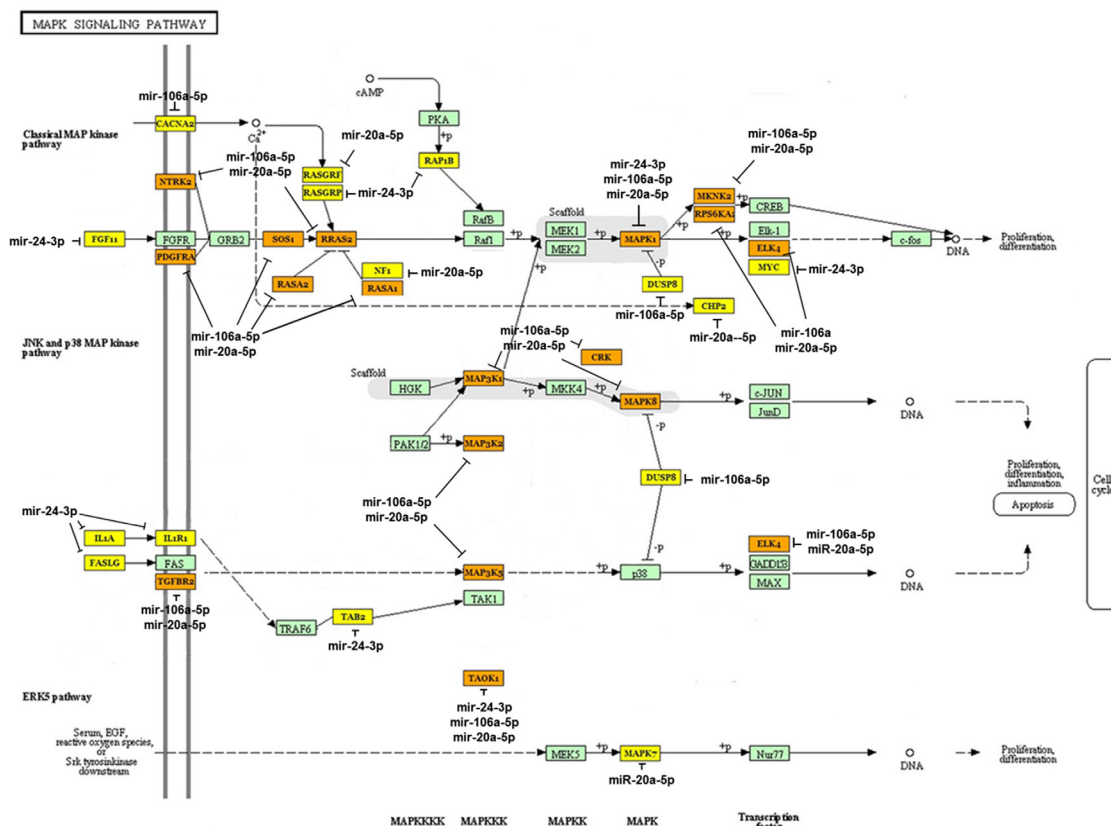 MAPK SIGNALING PATHWAY
mir-106a-5p
CACNA2
Classical MAP kinase
pathway
Ca2+
cAMP
PKA
+p
RAP1B
mir-20a-5p
RASGRF
RASGRP
mir-24-3p
mir-106a-5p
mir-20a-5p
NTRK2
mir-24-3p
FGF11
FGFR
PDGFRA
GRB2
SOS1
RRAS2
RasB
Raf1
RASA2
NF1
RASA1
mir-20a-5p
mir-106a-5p
mir-20a-5p
Scaffold
MEK1
MEK2
+p
+p
+p
mir-24-3p
mir-106a-5p
mir-20a-5p
MAPK1
-p
DUSP8
mir-106a-5p
mir-106a-5p
mir-20a-5p
MKNK2
RPS6KA2
+p
+p
+p
CREB
Elk-1
ELK4
MYC
mir-24-3p
c-fos
DNA
Proliferation,
differentiation
CHP2
mir-20a--5p
mir-106a
mir-20a-5p
JNK and p38 MAP kinase
pathway
mir-106a-5p
mir-20a-5p
CRK
Scaffold
HGK
MAP3K1
+p
MKK4
+p
MAPK8
+p
c-JUN
JunD
DNA
PAK1/2
+p
MAP3K2
-p
DUSP8
mir-106a-5p
-p
mir-106a-5p
mir-20a-5p
Proliferation,
differentiation,
inflammation
Apoptosis
Cell
cycle
mir-24-3p
IL1A
IL1R1
FASLG
FAS
TGFBR2
mir-106a-5p
mir-20a-5p
MAP3K5
+p
p38
+p
ELK4
GADD153
MAX
mir-106a-5p
miR-20a-5p
DNA
TRAF6
TAB2
mir-24-3p
TAK1
ERK5 pathway
TAOK1
mir-24-3p
mir-106a-5p
mir-20a-5p
Serum, EGF,
reactive oxygen species,
or
Srk tyrosinkinase
downstream
MEK5
+p
MAPK7
miR-20a-5p
+p
Nur77
DNA
Proliferation,
differentiation
MAPKKKK
MAPKKK
MAPKK
MAPK
Transcription
factor